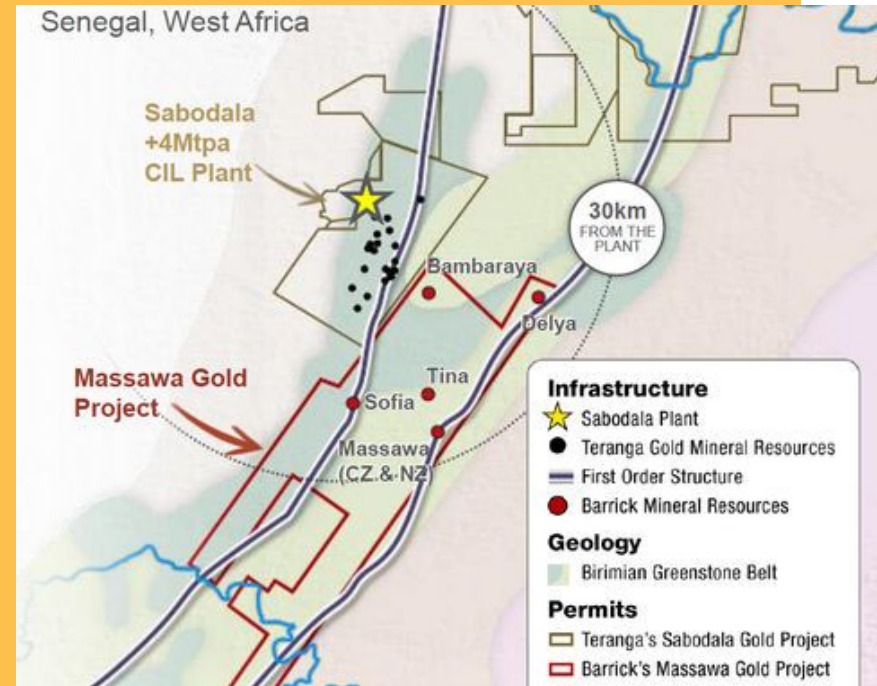 Senegal, West Africa
Sabodala
+4Mtpa
CIL Plant
30km
FROM THE
PLANT
Bambaraya
Delya
Massawa Gold
Project
Tina
Sofia
Massawa
(CZ & NZ)
Infrastructure
Sabodala Plant
Teranga Gold Mineral Resources
First Order Structure
Barrick Mineral Resources
Geology
Birimian Greenstone Belt
Permits
Teranga's Sabodala Gold Project
Barrick's Massawa Gold Project